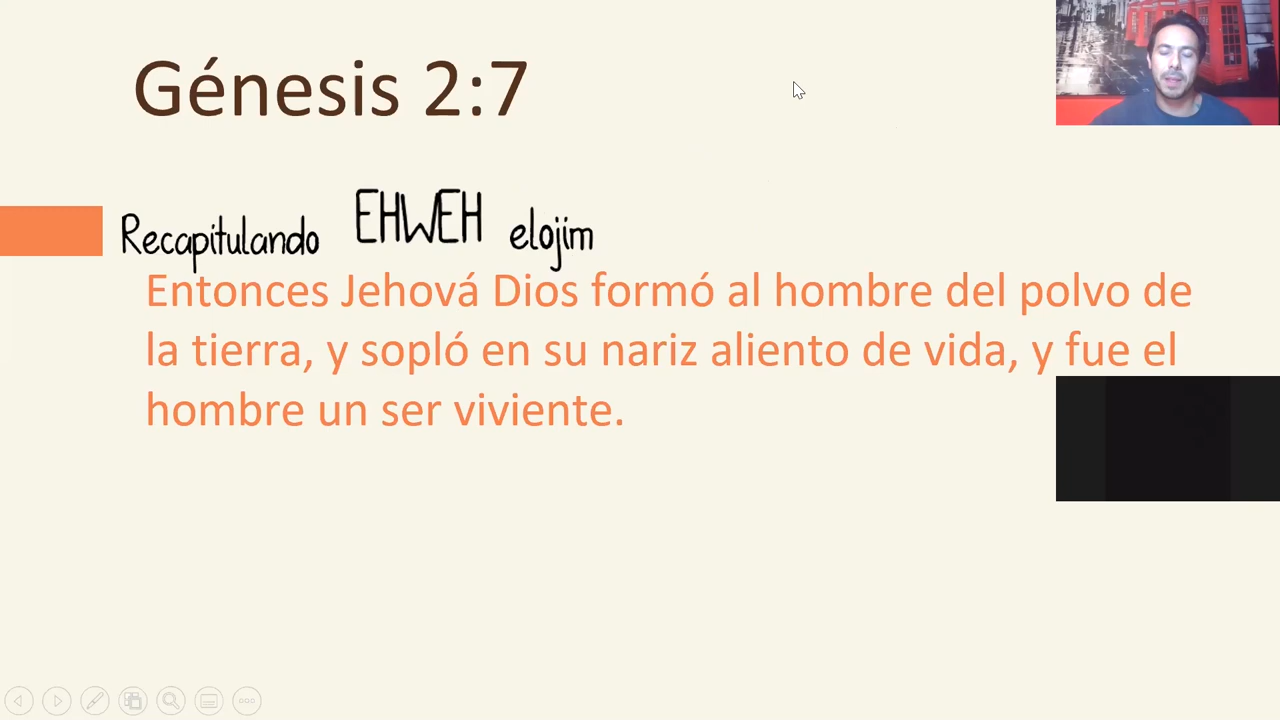 Génesis 2:7
Recapitulando EHWEH elojim
Entonces Jehová Dios formó al hombre del polvo de
la tierra, y sopló en su nariz aliento de vida, y fue el
hombre un ser viviente.